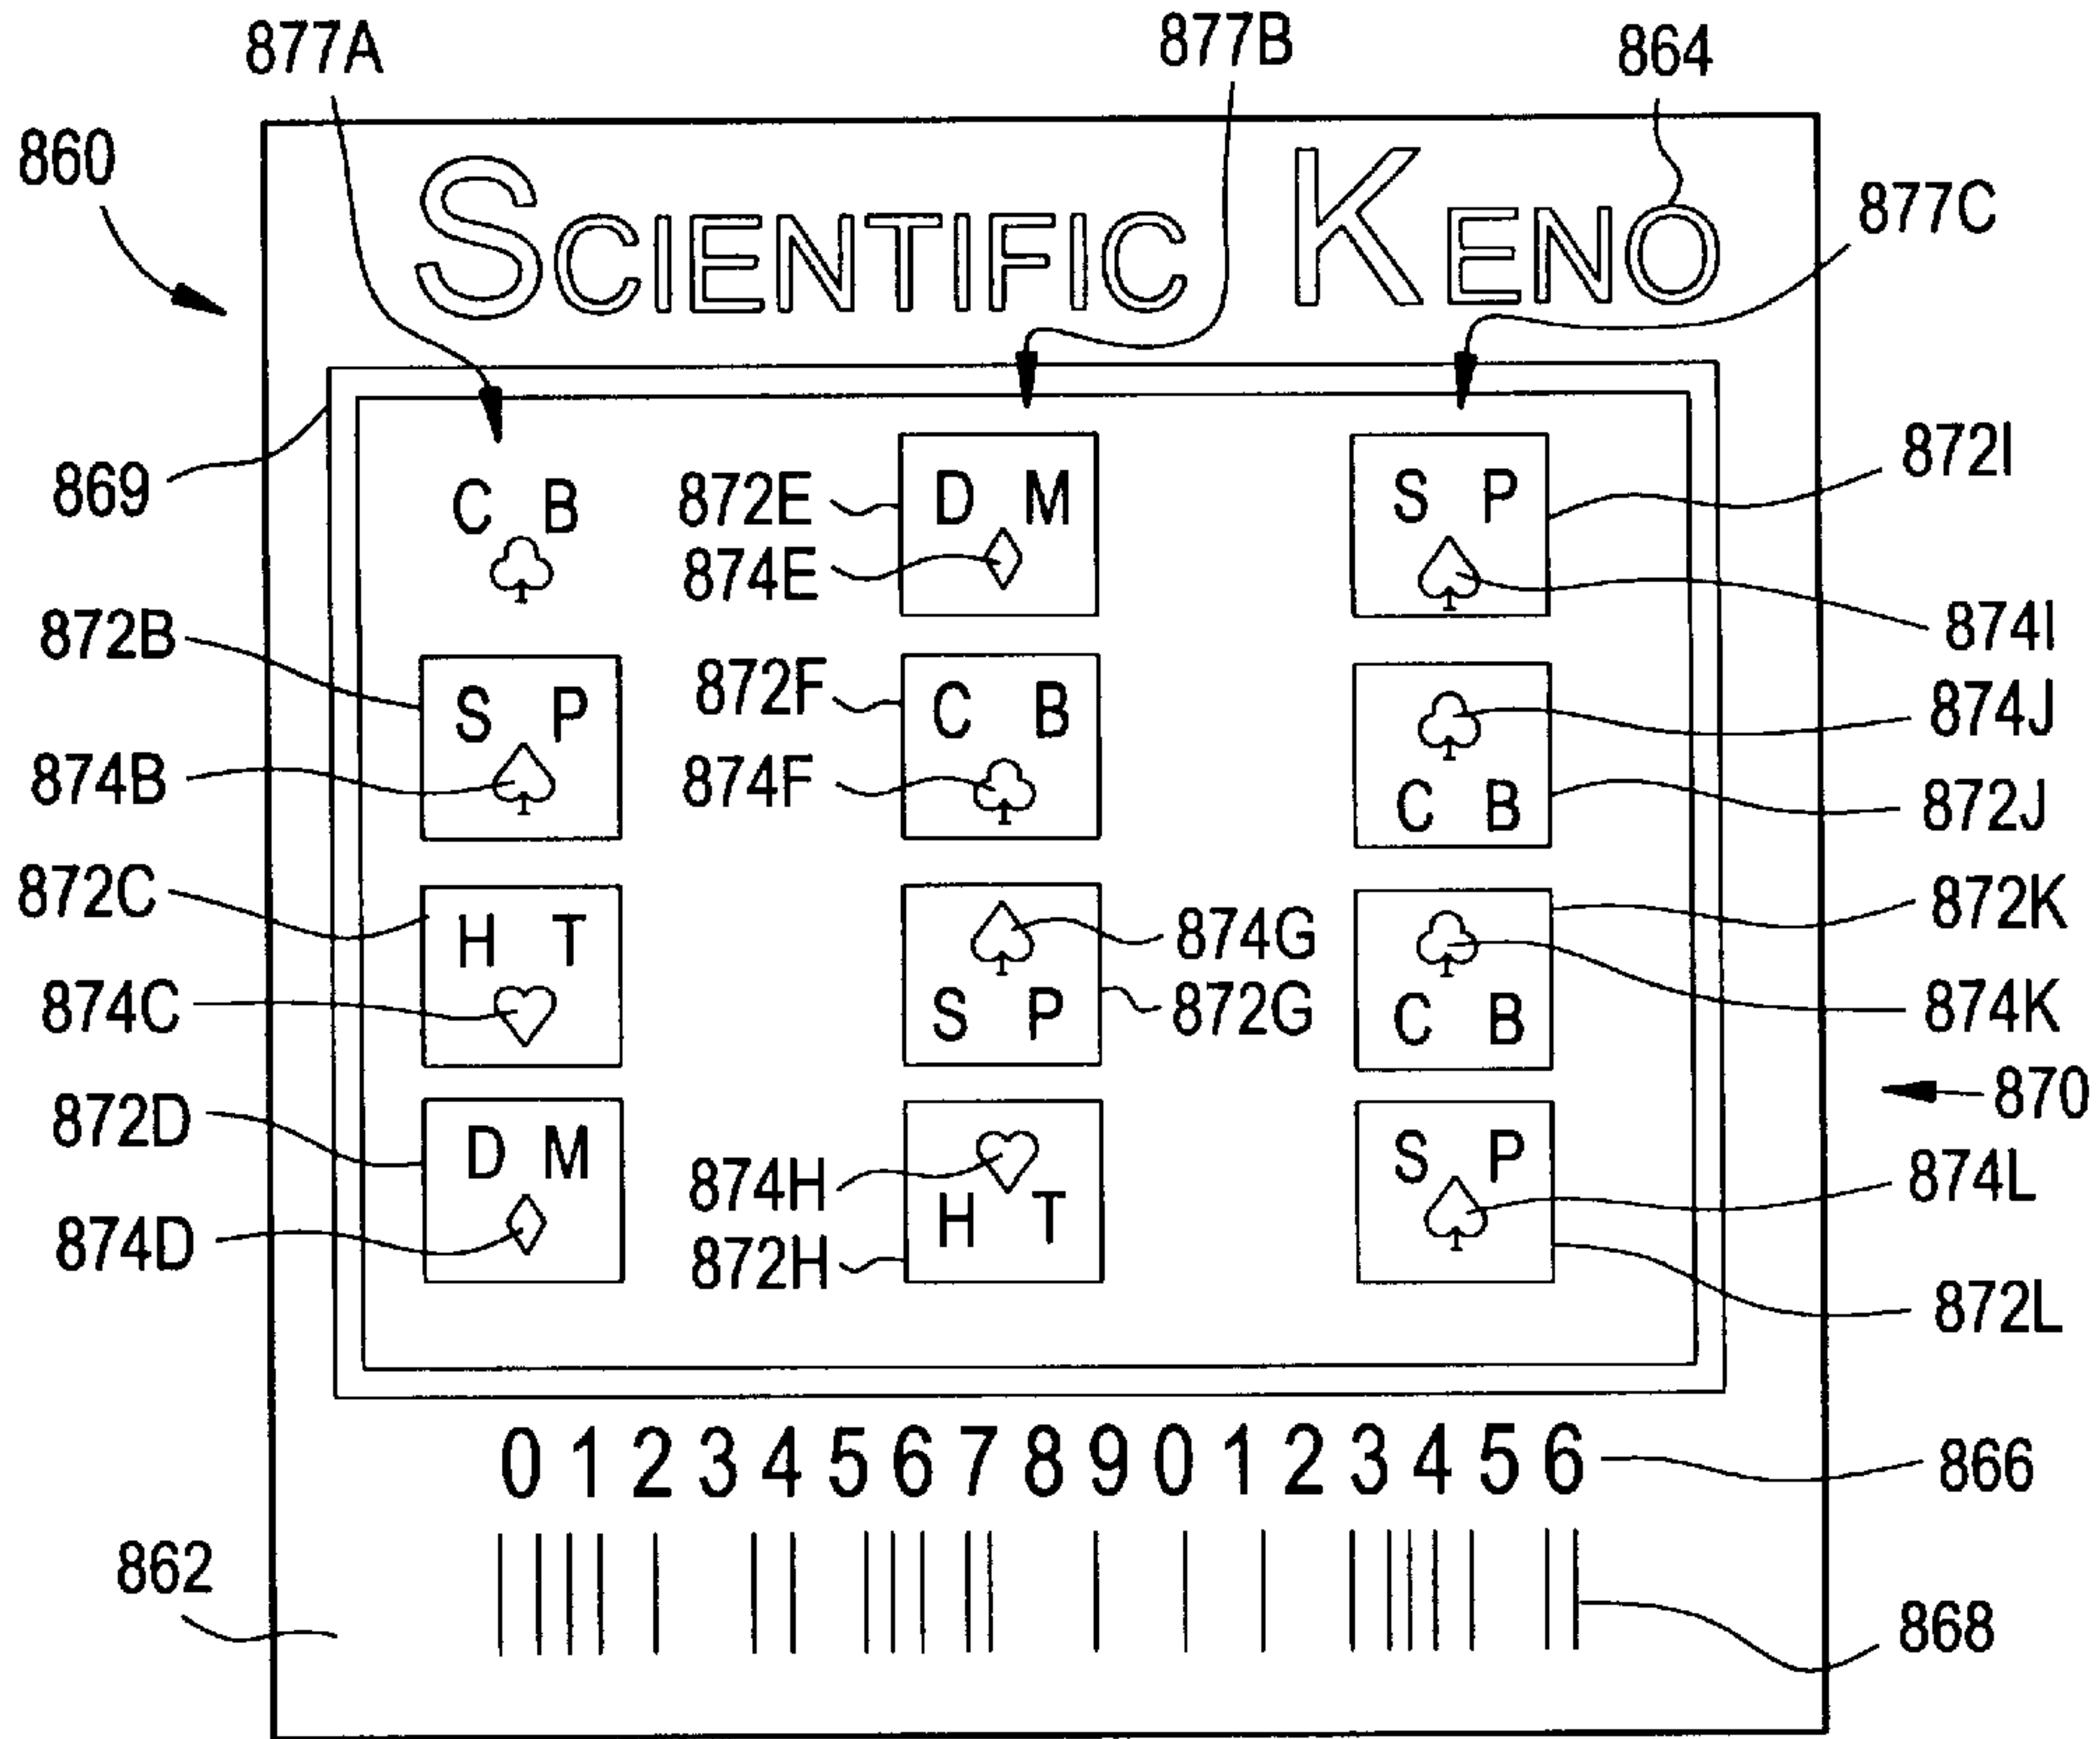 877A 877B 864
860
SCIENTIFIC KENO 877C
869
C B 872E D M S P 872I
874E 874I
872B S P 872F C B 874J
874B 874F C B 872J
872C H T 874G 872K
874C S P 872G C B 874K
870
872D D M 874H S P 874L
874D H T
872H 872L
0 1 2 3 4 5 6 7 8 9 0 1 2 3 4 5 6 866
862 868